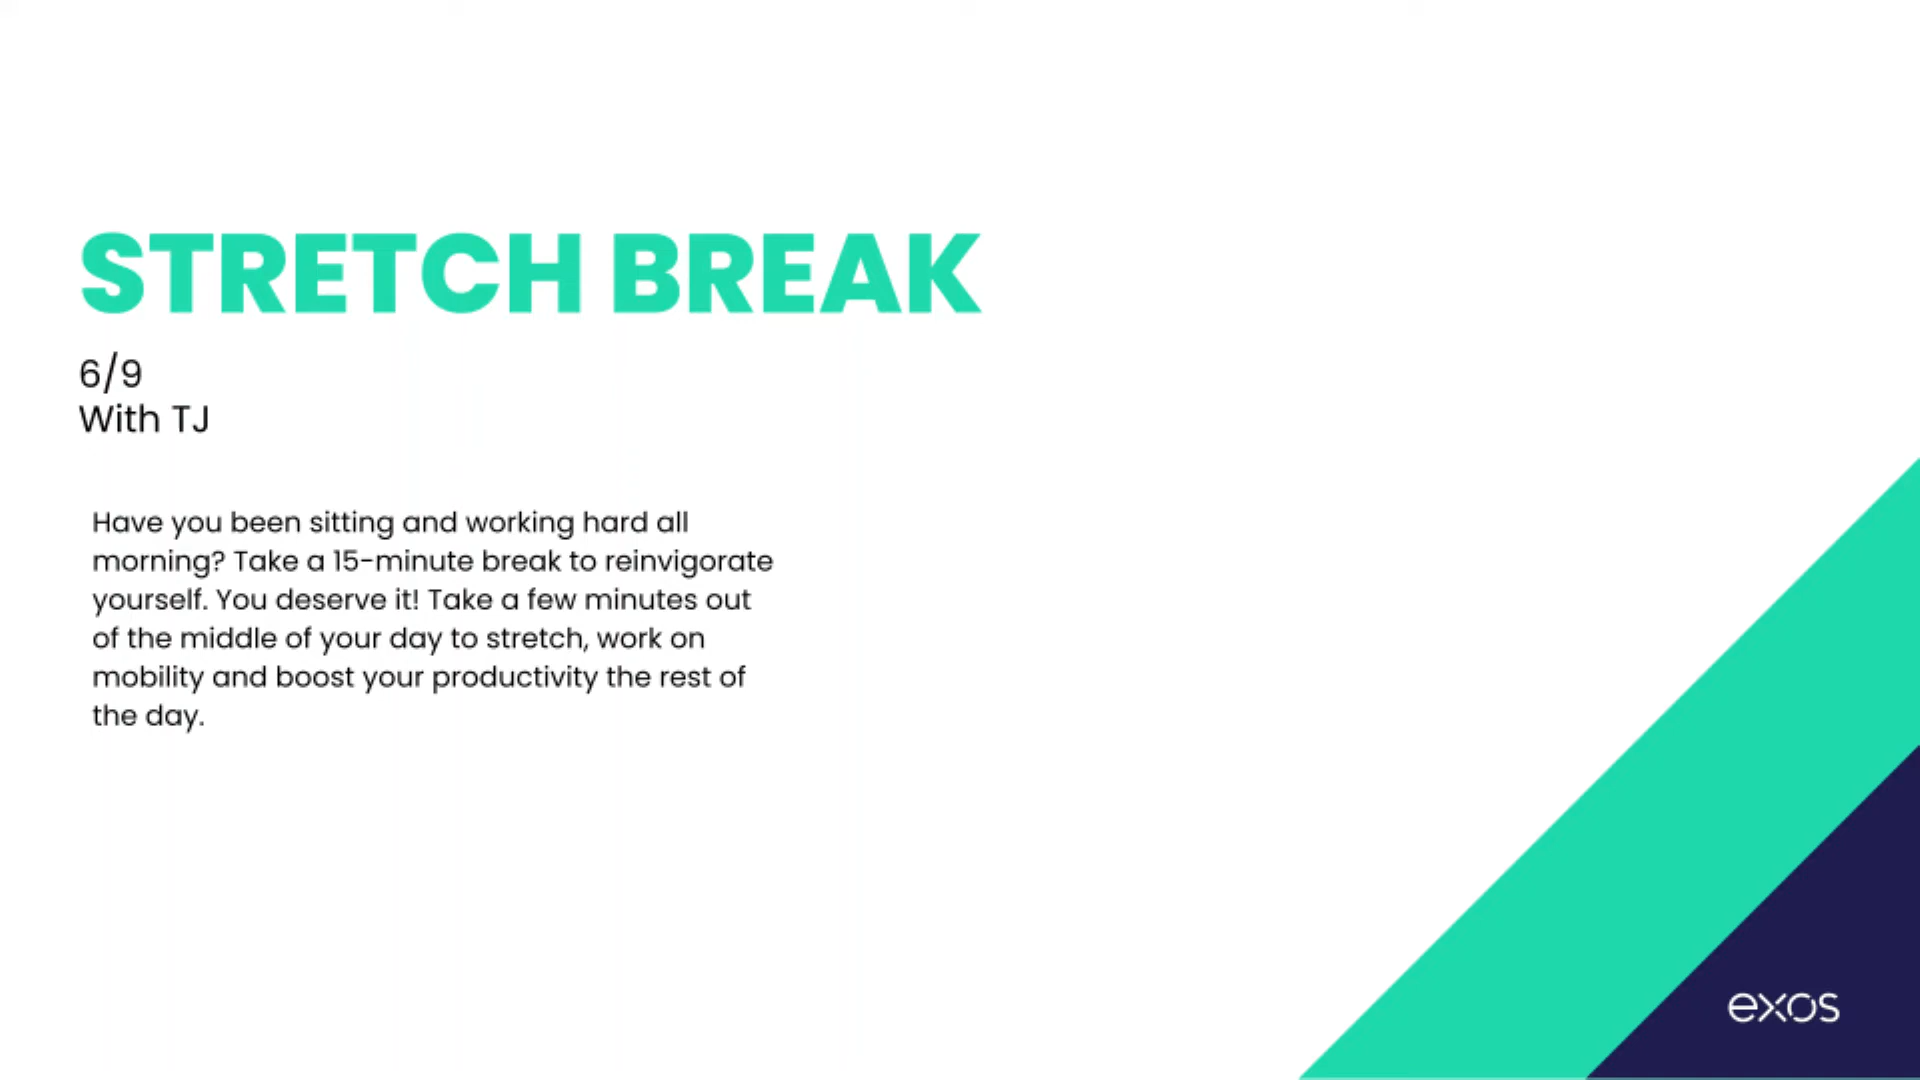 STRETCH BREAK
6/9
With TJ
Have you been sitting and working hard all
morning? Take a 15-minute break to reinvigorate
yourself. You deserve it! Take a few minutes out
of the middle of your day to stretch, work on
mobility and boost your productivity the rest of
the day.
exos